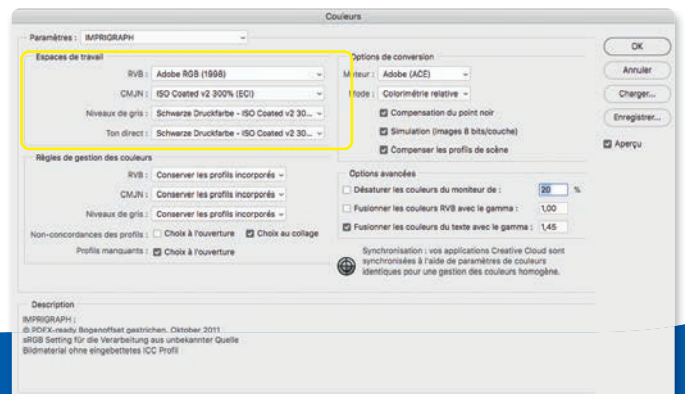 Couleurs
Paramètres : IMPRIGRAPH
Espaces de travail
RVB : Adobe RGB (1998)
CMJN : ISO Coated v2 300% (ECI)
Niveaux de gris : Schwarze Druckfarbe - ISO Coated v2 30...
Ton direct : Schwarze Druckfarbe - ISO Coated v2 30...
Règles de gestion des couleurs
RVB : Conserver les profils incorporés
CMJN : Conserver les profils incorporés
Niveaux de gris : Conserver les profils incorporés
Non-concordances des profils : Choix à l'ouverture Choix au collage
Profils manquants : Choix à l'ouverture
Options de conversion
Moteur : Adobe (ACE)
Mode : Colorimétrie relative
Compensation du point noir
Simulation (images 8 bits/couche)
Compenser les profils de scène
Options avancées
Désaturer les couleurs du moniteur de : 20 %
Fusionner les couleurs RVB avec le gamma : 1,00
Fusionner les couleurs du texte avec le gamma : 1,45
Synchronisation : vos applications Creative Cloud sont
synchronisées à l'aide de paramètres de couleurs
identiques pour une gestion des couleurs homogène.
OK
Annuler
Charger...
Enregistrer...
Aperçu
Description
IMPRIGRAPH :
© PDFX-ready Bogenoffset gestrichen. Oktober 2011
sRGB Setting für die Verarbeitung aus unbekannter Quelle
Bildmaterial ohne eingebettetes ICC Profil